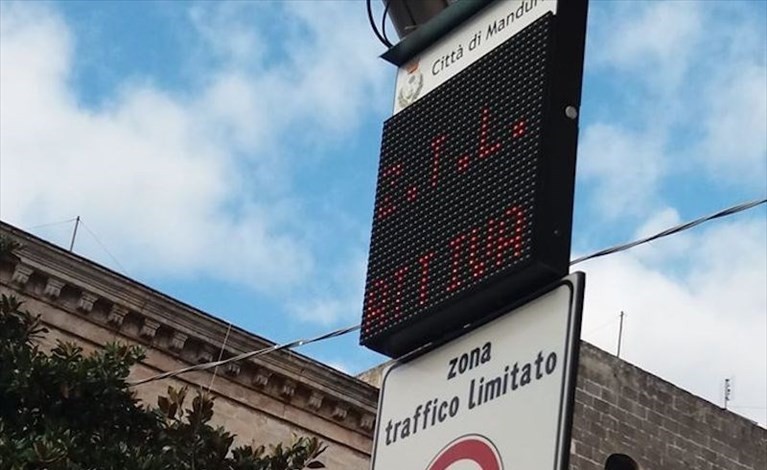 Città di Mandur
Z.T.L.
ATTIVA
zona
traffico limitato